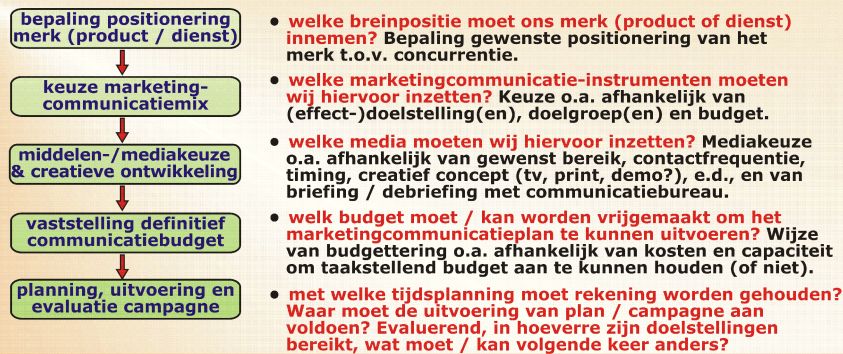 bepaling positionering
merk (product / dienst)
• welke breinpositie moet ons merk (product of dienst)
innemen? Bepaling gewenste positionering van het
merk t.o.v. concurrentie.
keuze marketing-
communicatiemix
• welke marketingcommunicatie-instrumenten moeten
wij hiervoor inzetten? Keuze o.a. afhankelijk van
(effect-)doelstelling(en), doelgroep(en) en budget.
middelen-/mediakeuze
& creatieve ontwikkeling
• welke media moeten wij hiervoor inzetten? Mediakeuze
o.a. afhankelijk van gewenst bereik, contactfrequentie,
timing, creatief concept (tv, print, demo?), e.d., en van
briefing / debriefing met communicatiebureau.
vaststelling definitief
communicatiebudget
• welk budget moet / kan worden vrijgemaakt om het
marketingcommunicatieplan te kunnen uitvoeren? Wijze
van budgettering o.a. afhankelijk van kosten en capaciteit
om taakstellend budget aan te kunnen houden (of niet).
planning, uitvoering en
evaluatie campagne
• met welke tijdsplanning moet rekening worden gehouden?
Waar moet de uitvoering van plan / campagne aan
voldoen? Evaluerend, in hoeverre zijn doelstellingen
bereikt, wat moet / kan volgende keer anders?